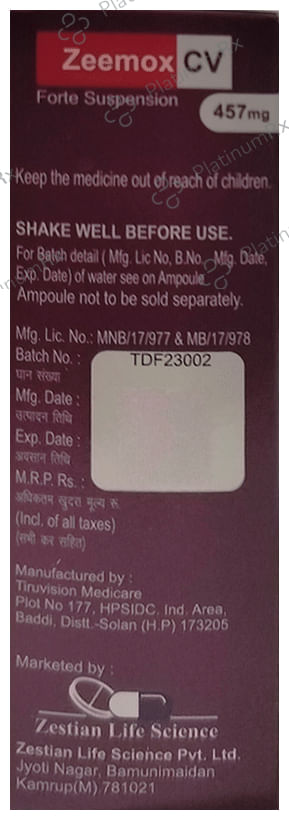 Zeemox CV
Forte Suspension
457mg
Keep the medicine out of reach of children.
SHAKE WELL BEFORE USE.
For Batch detail ( Mfg. Lic No, B.No., Mfg. Date,
Exp. Date) of water see on Ampoule
Ampoule not to be sold separately.
Mfg. Lic. No.: MNB/17/977 & MB/17/978
Batch No. : TDF23002
घान संख्या
Mfg. Date :
उत्पादन तिथि
Exp. Date :
अवसान तिथि
M.R.P. Rs. :
अधिकतम खुदरा मूल्य रू.
(Incl. of all taxes)
(सभी कर सहित)
Manufactured by :
Tiruvision Medicare
Plot No 177, HPSIDC. Ind. Area,
Baddi, Distt.-Solan (H.P) 173205
Marketed by :
Zestian Life Science
Zestian Life Science Pvt. Ltd.
Jyoti Nagar, Bamunimaidan
Kamrup(M) 781021
PlatinumRx